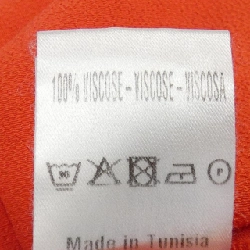 100% VISCOSE - VISCOSE - VISCOSA
P
Made in Tunisia